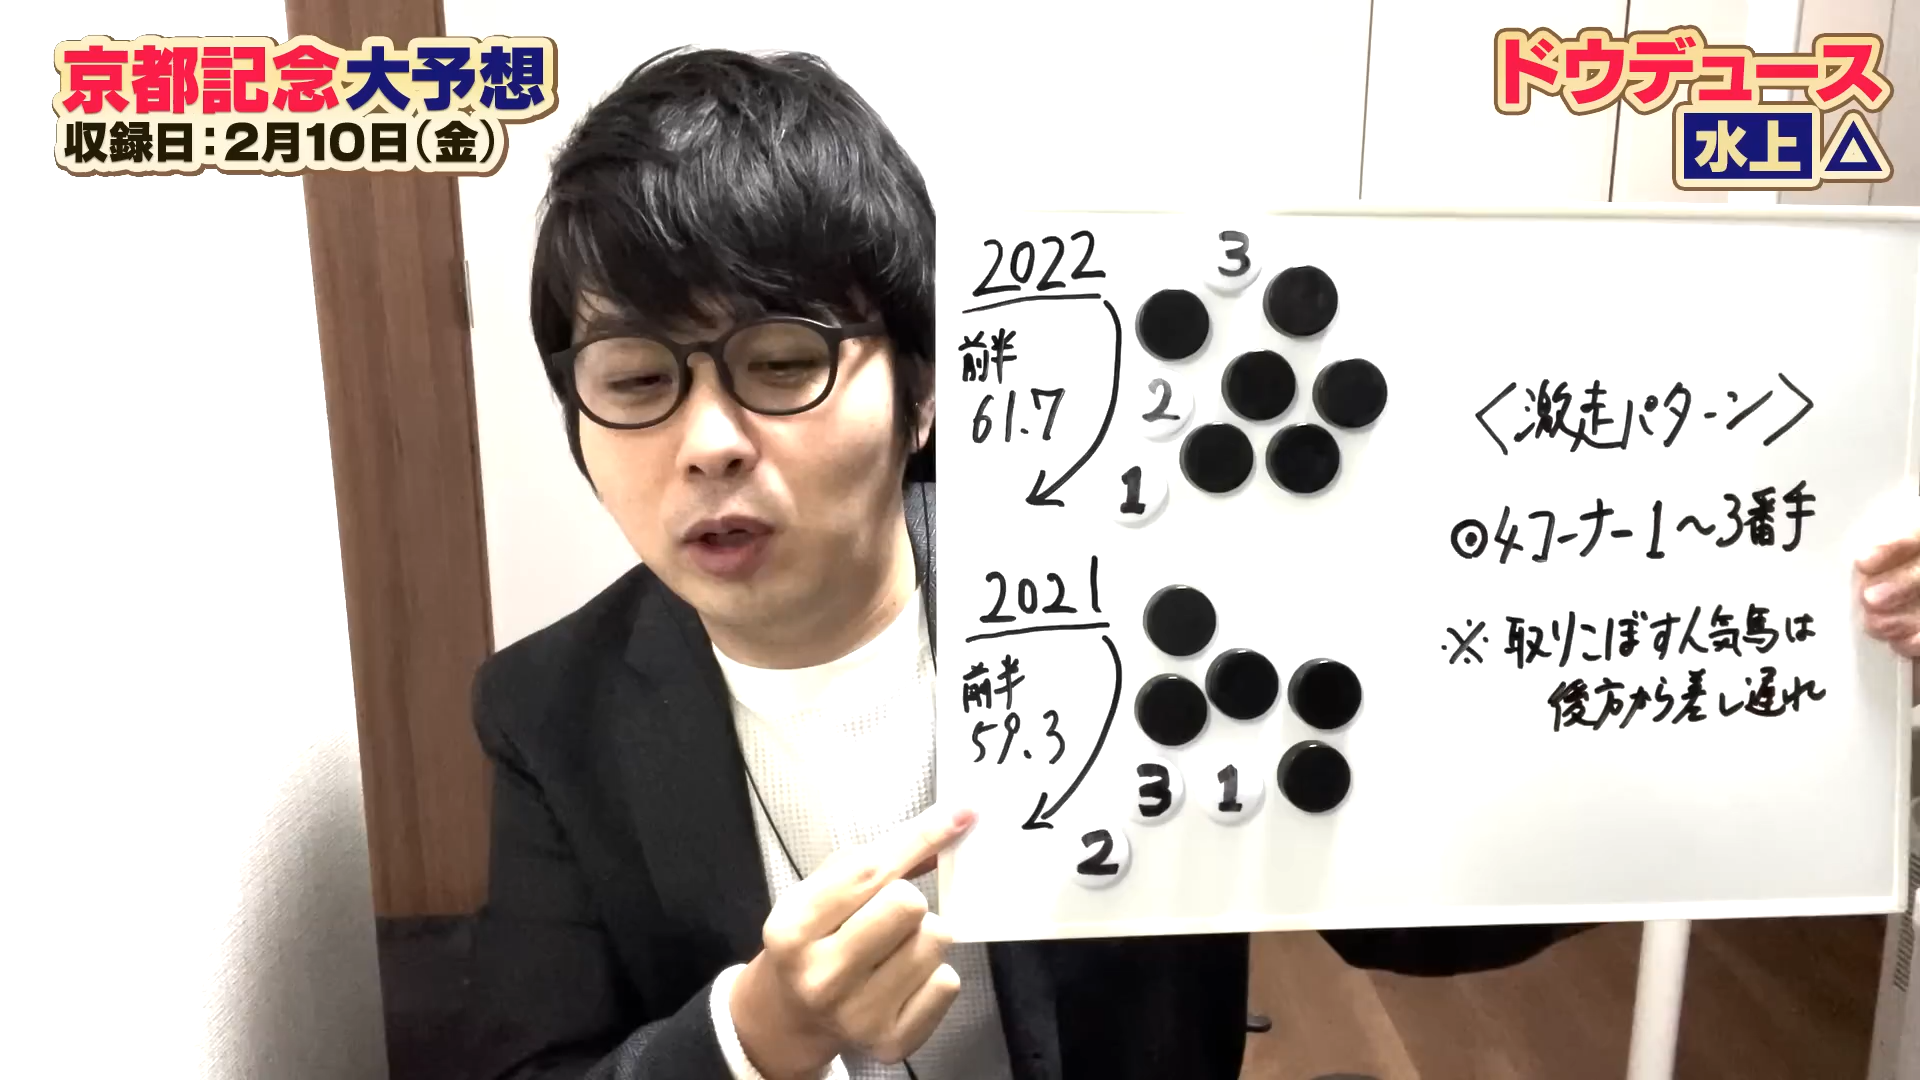 京都記念大予想
収録日：2月10日(金)
ドウデュース
水上 △
2022
前半
61.7
3
2
1
2021
前半
59.3
3 1
2
〈激走パターン〉
◎4コーナー1〜3番手
※取りこぼす人気馬は
後方から差し遅れ